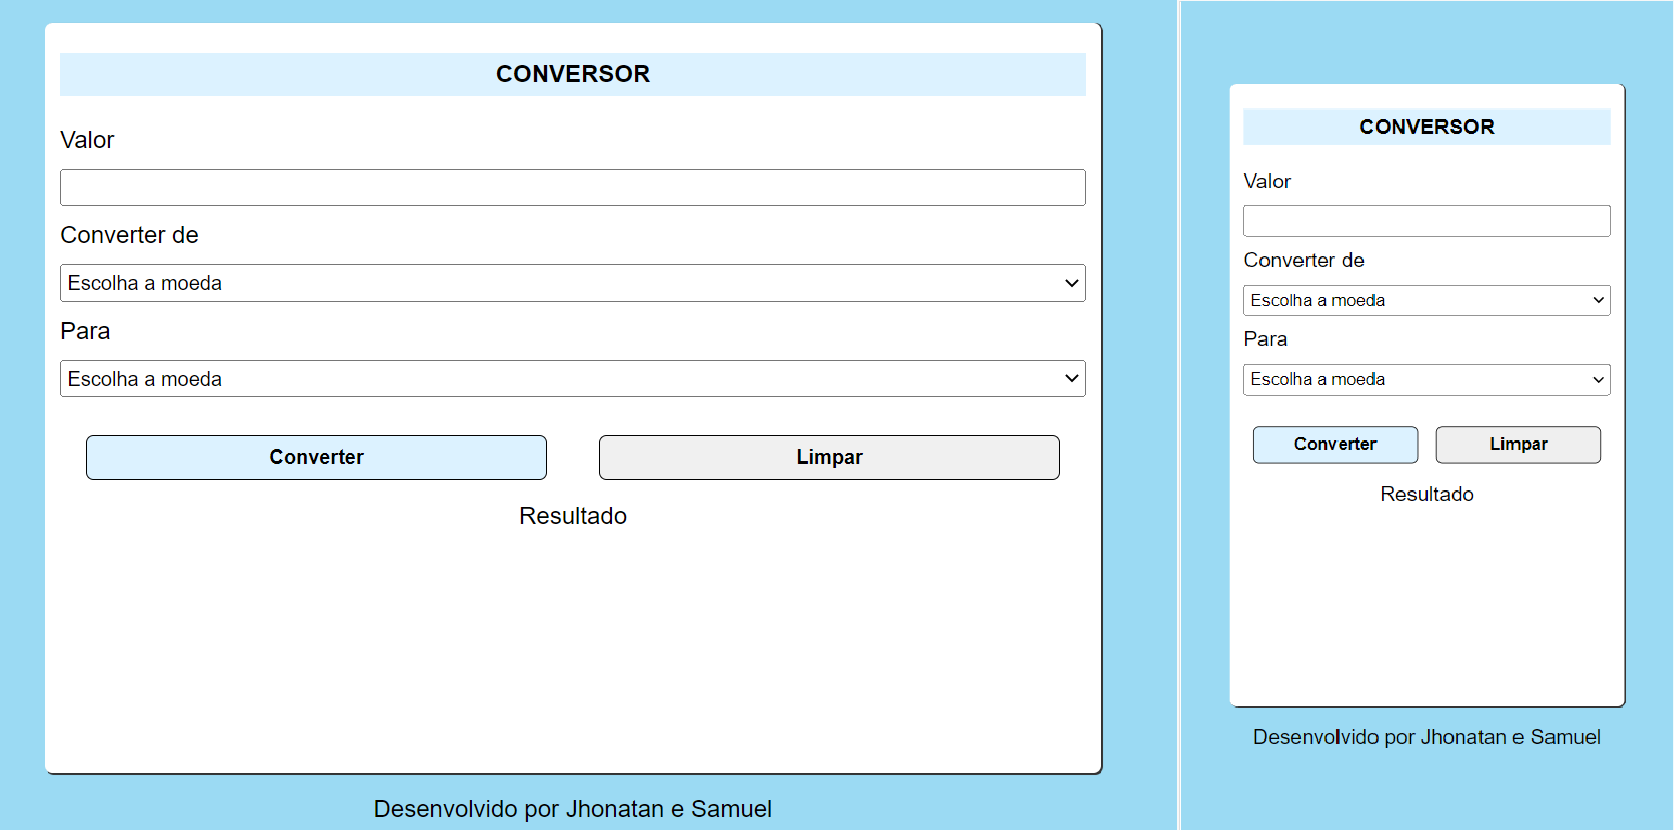 CONVERSOR
Valor
Converter de
Escolha a moeda
Para
Escolha a moeda
Converter Limpar
Resultado
Desenvolvido por Jhonatan e Samuel
CONVERSOR
Valor
Converter de
Escolha a moeda
Para
Escolha a moeda
Converter Limpar
Resultado
Desenvolvido por Jhonatan e Samuel